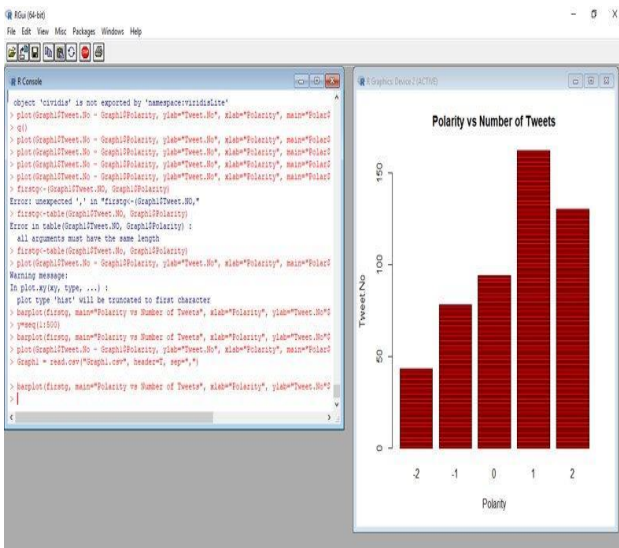 RGui (64-bit)
File Edit View Misc Packages Windows Help
R Console
object 'cividis' is not exported by 'namespace:viridisLite'
> plot(Graph1$Tweet.No ~ Graph1$Polarity, ylab="Tweet.No", xlab="Polarity", main="Polar$
> q()
> plot(Graph1$Tweet.No ~ Graph1$Polarity, ylab="Tweet.No", xlab="Polarity", main="Polar$
> plot(Graph1$Tweet.No ~ Graph1$Polarity, ylab="Tweet.No", xlab="Polarity", main="Polar$
> plot(Graph1$Tweet.No ~ Graph1$Polarity, ylab="Tweet.No", xlab="Polarity", main="Polar$
> plot(Graph1$Tweet.No ~ Graph1$Polarity, ylab="Tweet.No", xlab="Polarity", main="Polar$
> firstg<-(Graph1$Tweet.NO, Graph1$Polarity)
Error: unexpected ',' in "firstg<-(Graph1$Tweet.NO,"
> firstg<-table(Graph1$Tweet.NO, Graph1$Polarity)
Error in table(Graph1$Tweet.NO, Graph1$Polarity) :
all arguments must have the same length
> firstg<-table(Graph1$Tweet.No, Graph1$Polarity)
> plot(Graph1$Tweet.No ~ Graph1$Polarity, ylab="Tweet.No", xlab="Polarity", main="Polar$
Warning message:
In plot.xy(xy, type, ...) :
plot type 'hist' will be truncated to first character
> barplot(firstg, main="Polarity vs Number of Tweets", xlab="Polarity", ylab="Tweet.No"$
> y=seq(1:500)
> barplot(firstg, main="Polarity vs Number of Tweets", xlab="Polarity", ylab="Tweet.No"$
> plot(Graph1$Tweet.No ~ Graph1$Polarity, ylab="Tweet.No", xlab="Polarity", main="Polar$
> Graph1 = read.csv("Graph1.csv", header=T, sep=",")
> barplot(firstg, main="Polarity vs Number of Tweets", xlab="Polarity", ylab="Tweet.No"$
>
R Graphics: Device 2 (ACTIVE)
Polarity vs Number of Tweets
150
100
50
0
Tweet.No
-2 -1 0 1 2
Polarity